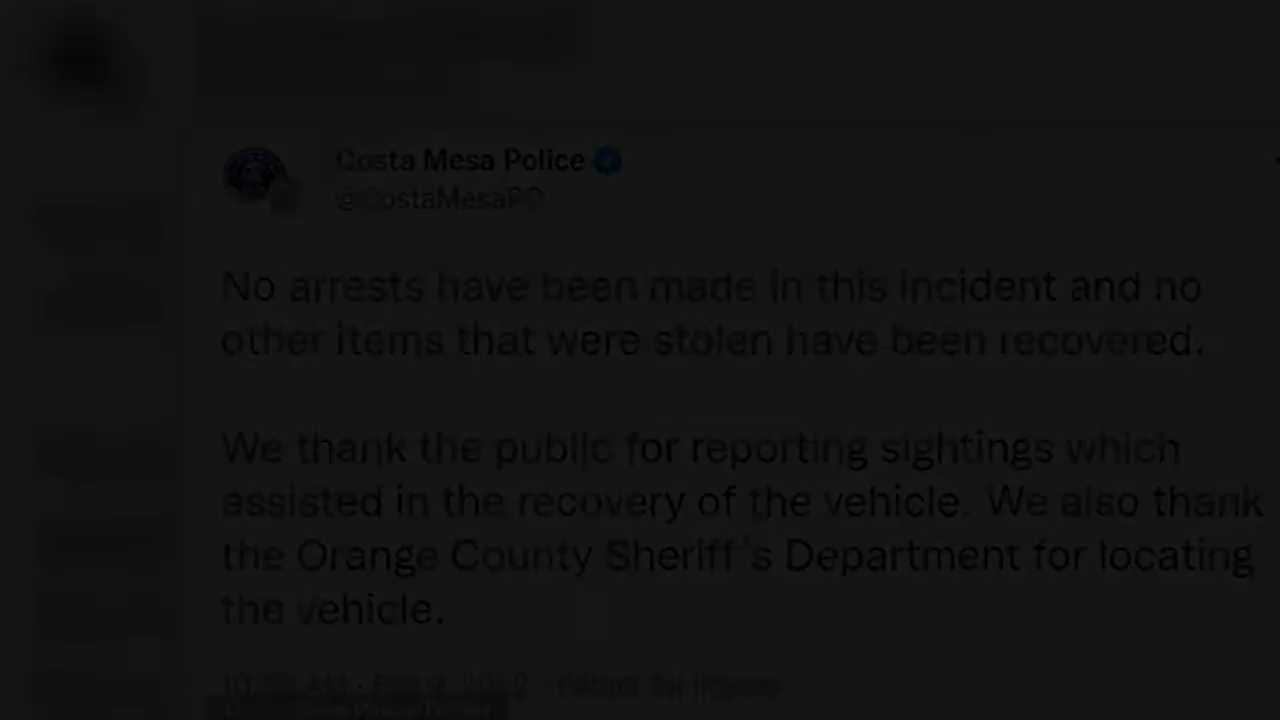 Costa Mesa Police
@CostaMesaPD
No arrests have been made in this incident and no
other items that were stolen have been recovered.
We thank the public for reporting sightings which
assisted in the recovery of the vehicle. We also thank
the Orange County Sheriff's Department for locating
the vehicle.